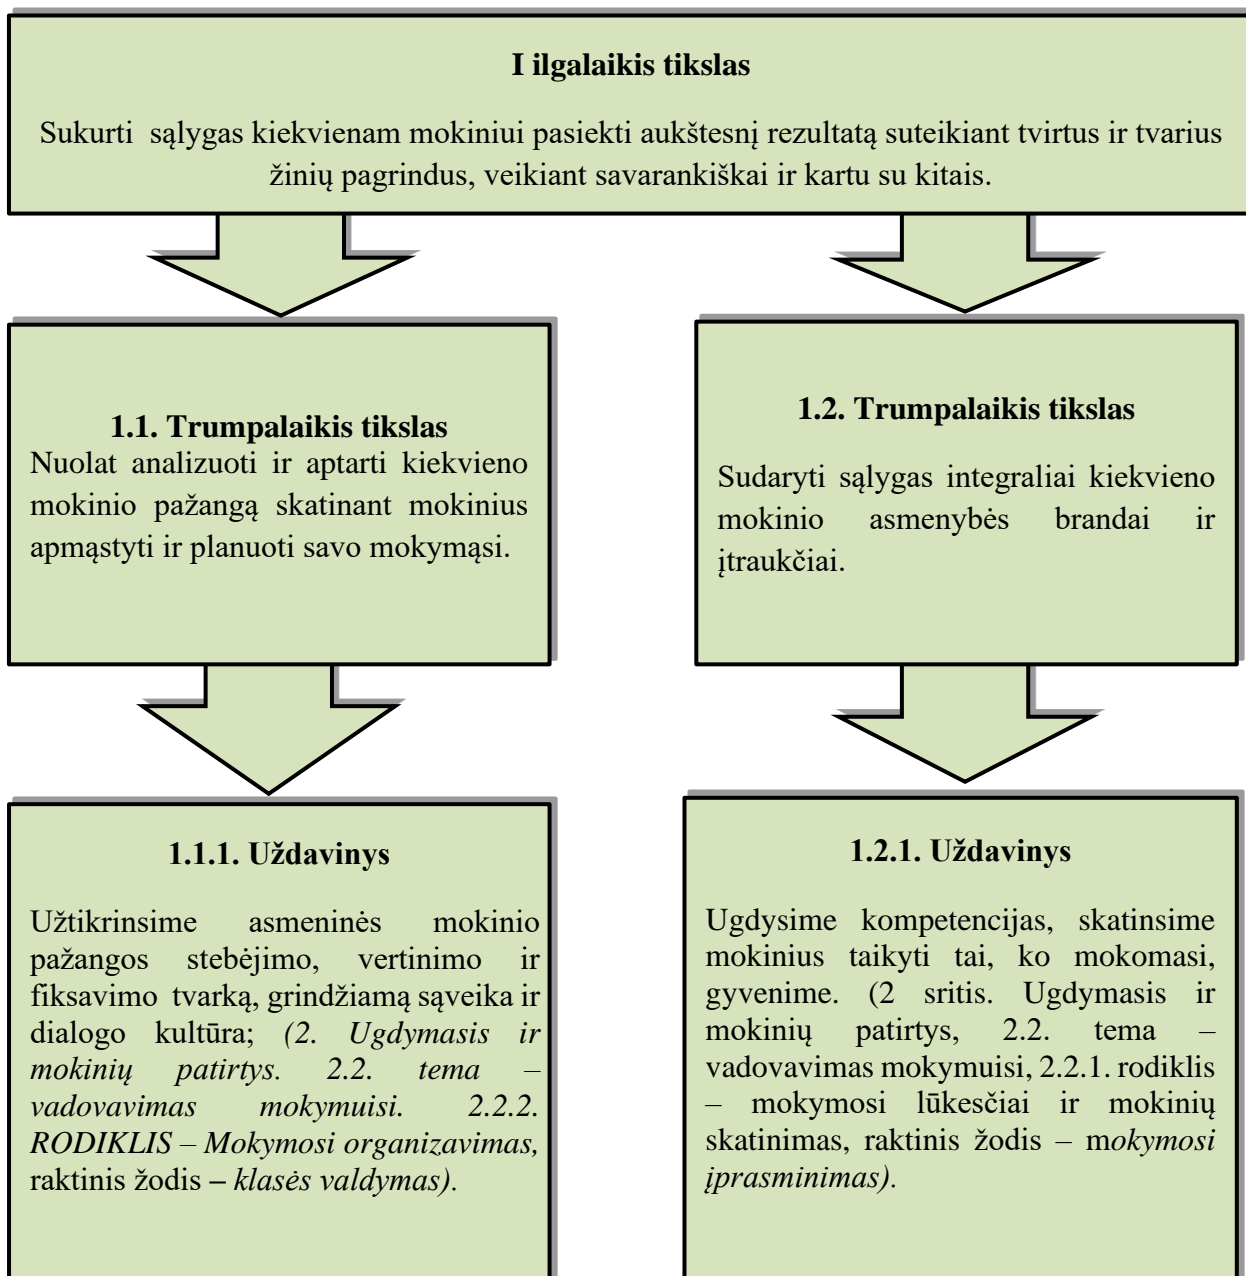 I ilgalaikis tikslas
Sukurti sąlygas kiekvienam mokiniui pasiekti aukštesnį rezultatą suteikiant tvirtus ir tvarius
žinių pagrindus, veikiant savarankiškai ir kartu su kitais.
1.1. Trumpalaikis tikslas
Nuolat analizuoti ir aptarti kiekvieno
mokinio pažangą skatinant mokinius
apmąstyti ir planuoti savo mokymąsi.
1.2. Trumpalaikis tikslas
Sudaryti sąlygas integraliai kiekvieno
mokinio asmenybės brandai ir
įtraukčiai.
1.1.1. Uždavinys
Užtikrinsime asmeninės mokinio
pažangos stebėjimo, vertinimo ir
fiksavimo tvarką, grindžiamą sąveika ir
dialogo kultūra; (2. Ugdymasis ir
mokinių patirtys. 2.2. tema –
vadovavimas mokymuisi. 2.2.2.
RODIKLIS – Mokymosi organizavimas,
raktinis žodis – klasės valdymas).
1.2.1. Uždavinys
Ugdysime kompetencijas, skatinsime
mokinius taikyti tai, ko mokomasi,
gyvenime. (2 sritis. Ugdymasis ir
mokinių patirtys, 2.2. tema –
vadovavimas mokymuisi, 2.2.1. rodiklis
– mokymosi lūkesčiai ir mokinių
skatinimas, raktinis žodis – mokymosi
įprasminimas).